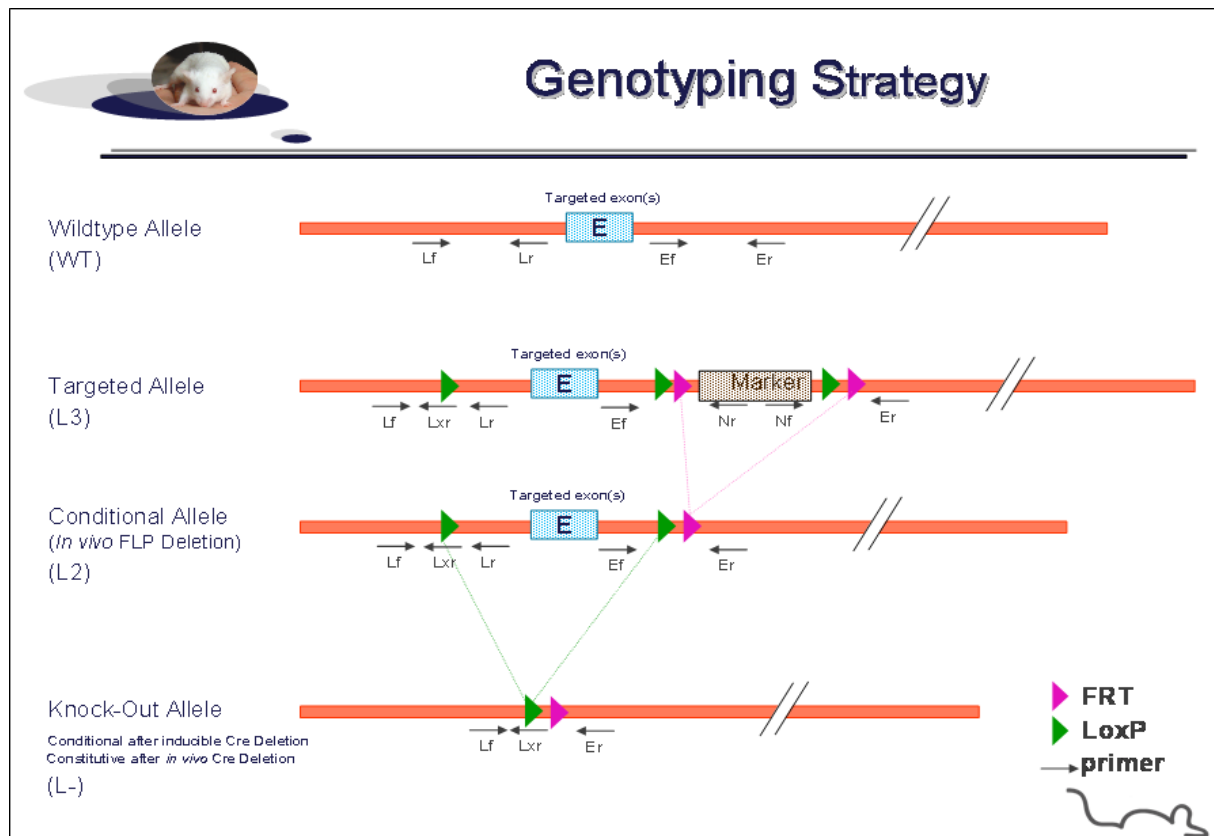 Genotyping Strategy
Targeted exon(s)
Wildtype Allele
(WT)
E
Lf
Lr
Ef
Er
Targeted exon(s)
Targeted Allele
(L3)
E
Marker
Lf
Lxr
Lr
Ef
Nr
Nf
Er
Targeted exon(s)
Conditional Allele
(In vivo FLP Deletion)
(L2)
E
Lf
Lxr
Lr
Ef
Er
Knock-Out Allele
Conditional after inducible Cre Deletion
Constitutive after in vivo Cre Deletion
(L-)
Lf
Lxr
Er
FRT
LoxP
primer